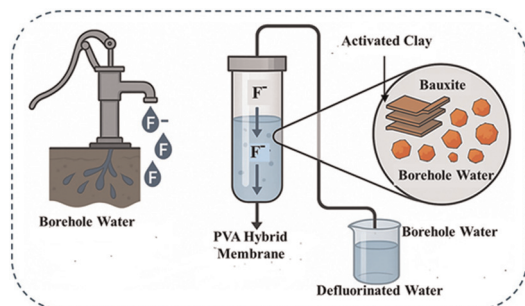 F-
F
F
Borehole Water
F-
F-
PVA Hybrid
Membrane
Activated Clay
Bauxite
Borehole Water
Borehole Water
Defluorinated Water